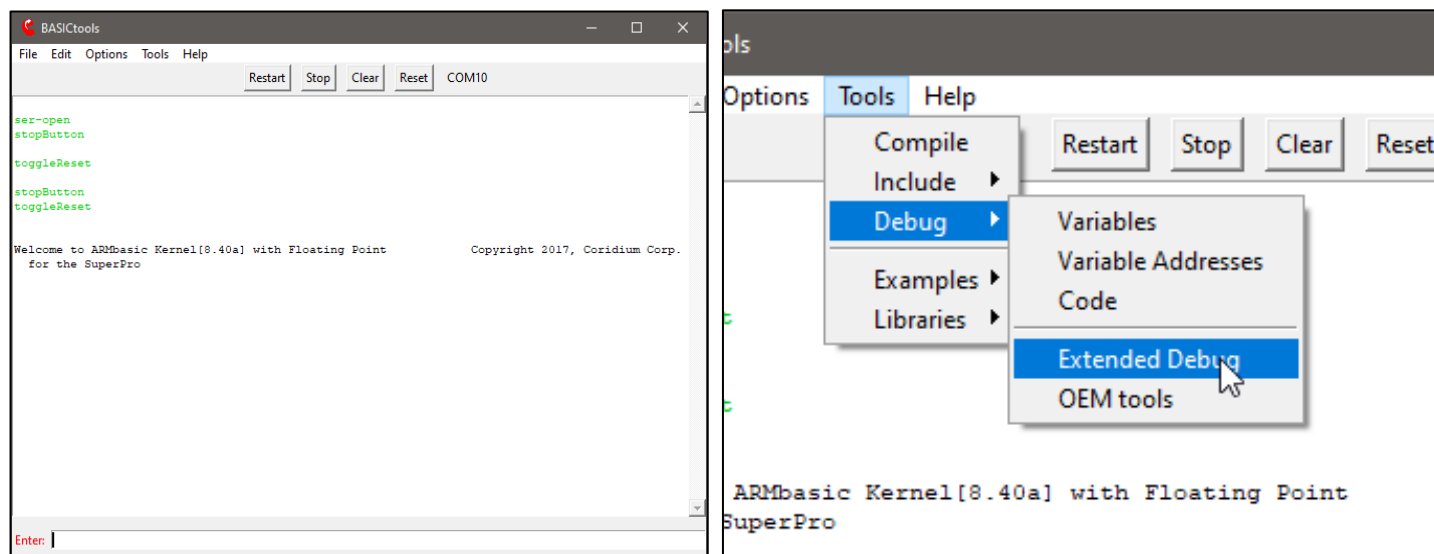 BASICtools
File Edit Options Tools Help
Restart Stop Clear Reset COM10
ser-open
stopButton
toggleReset
stopButton
toggleReset
Welcome to ARMbasic Kernel[8.40a] with Floating Point Copyright 2017, Coridium Corp.
for the SuperPro
Enter:
ols
Options Tools Help
Restart Stop Clear Reset
Compile
Include
Debug
Examples
Libraries
Variables
Variable Addresses
Code
Extended Debug
OEM tools
t
t
ARMbasic Kernel[8.40a] with Floating Point
SuperPro